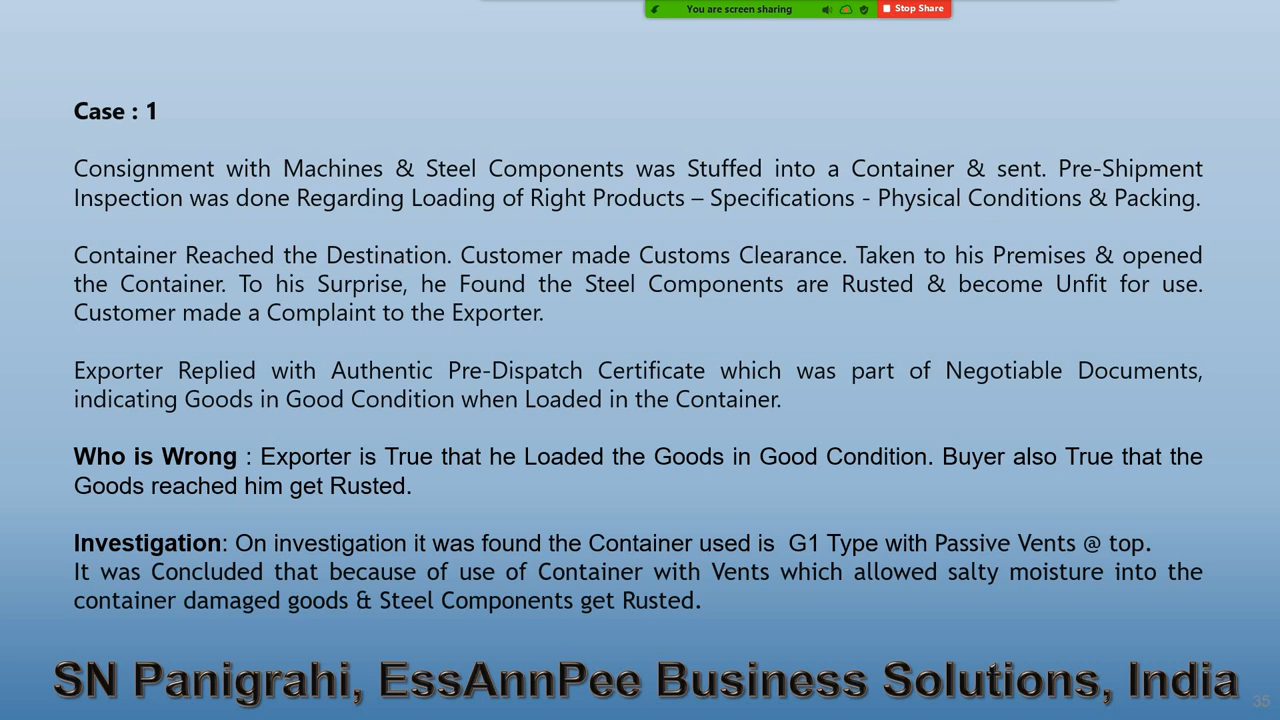 You are screen sharing
Stop Share
Case : 1
Consignment with Machines & Steel Components was Stuffed into a Container & sent. Pre-Shipment
Inspection was done Regarding Loading of Right Products – Specifications - Physical Conditions & Packing.
Container Reached the Destination. Customer made Customs Clearance. Taken to his Premises & opened
the Container. To his Surprise, he Found the Steel Components are Rusted & become Unfit for use.
Customer made a Complaint to the Exporter.
Exporter Replied with Authentic Pre-Dispatch Certificate which was part of Negotiable Documents,
indicating Goods in Good Condition when Loaded in the Container.
Who is Wrong : Exporter is True that he Loaded the Goods in Good Condition. Buyer also True that the
Goods reached him get Rusted.
Investigation: On investigation it was found the Container used is G1 Type with Passive Vents @ top.
It was Concluded that because of use of Container with Vents which allowed salty moisture into the
container damaged goods & Steel Components get Rusted.
SN Panigrahi, EssAnnPee Business Solutions, India
35